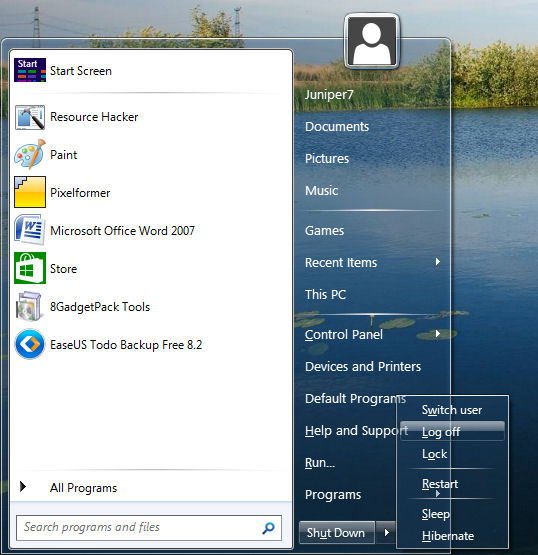 Start
Start Screen
Resource Hacker
Paint
Pixelformer
Microsoft Office Word 2007
Store
8GadgetPack Tools
EaseUS Todo Backup Free 8.2
All Programs
Search programs and files
Juniper7
Documents
Pictures
Music
Games
Recent Items
This PC
Control Panel
Devices and Printers
Default Programs
Help and Support
Run...
Programs
Shut Down
Switch user
Log off
Lock
Restart
Sleep
Hibernate